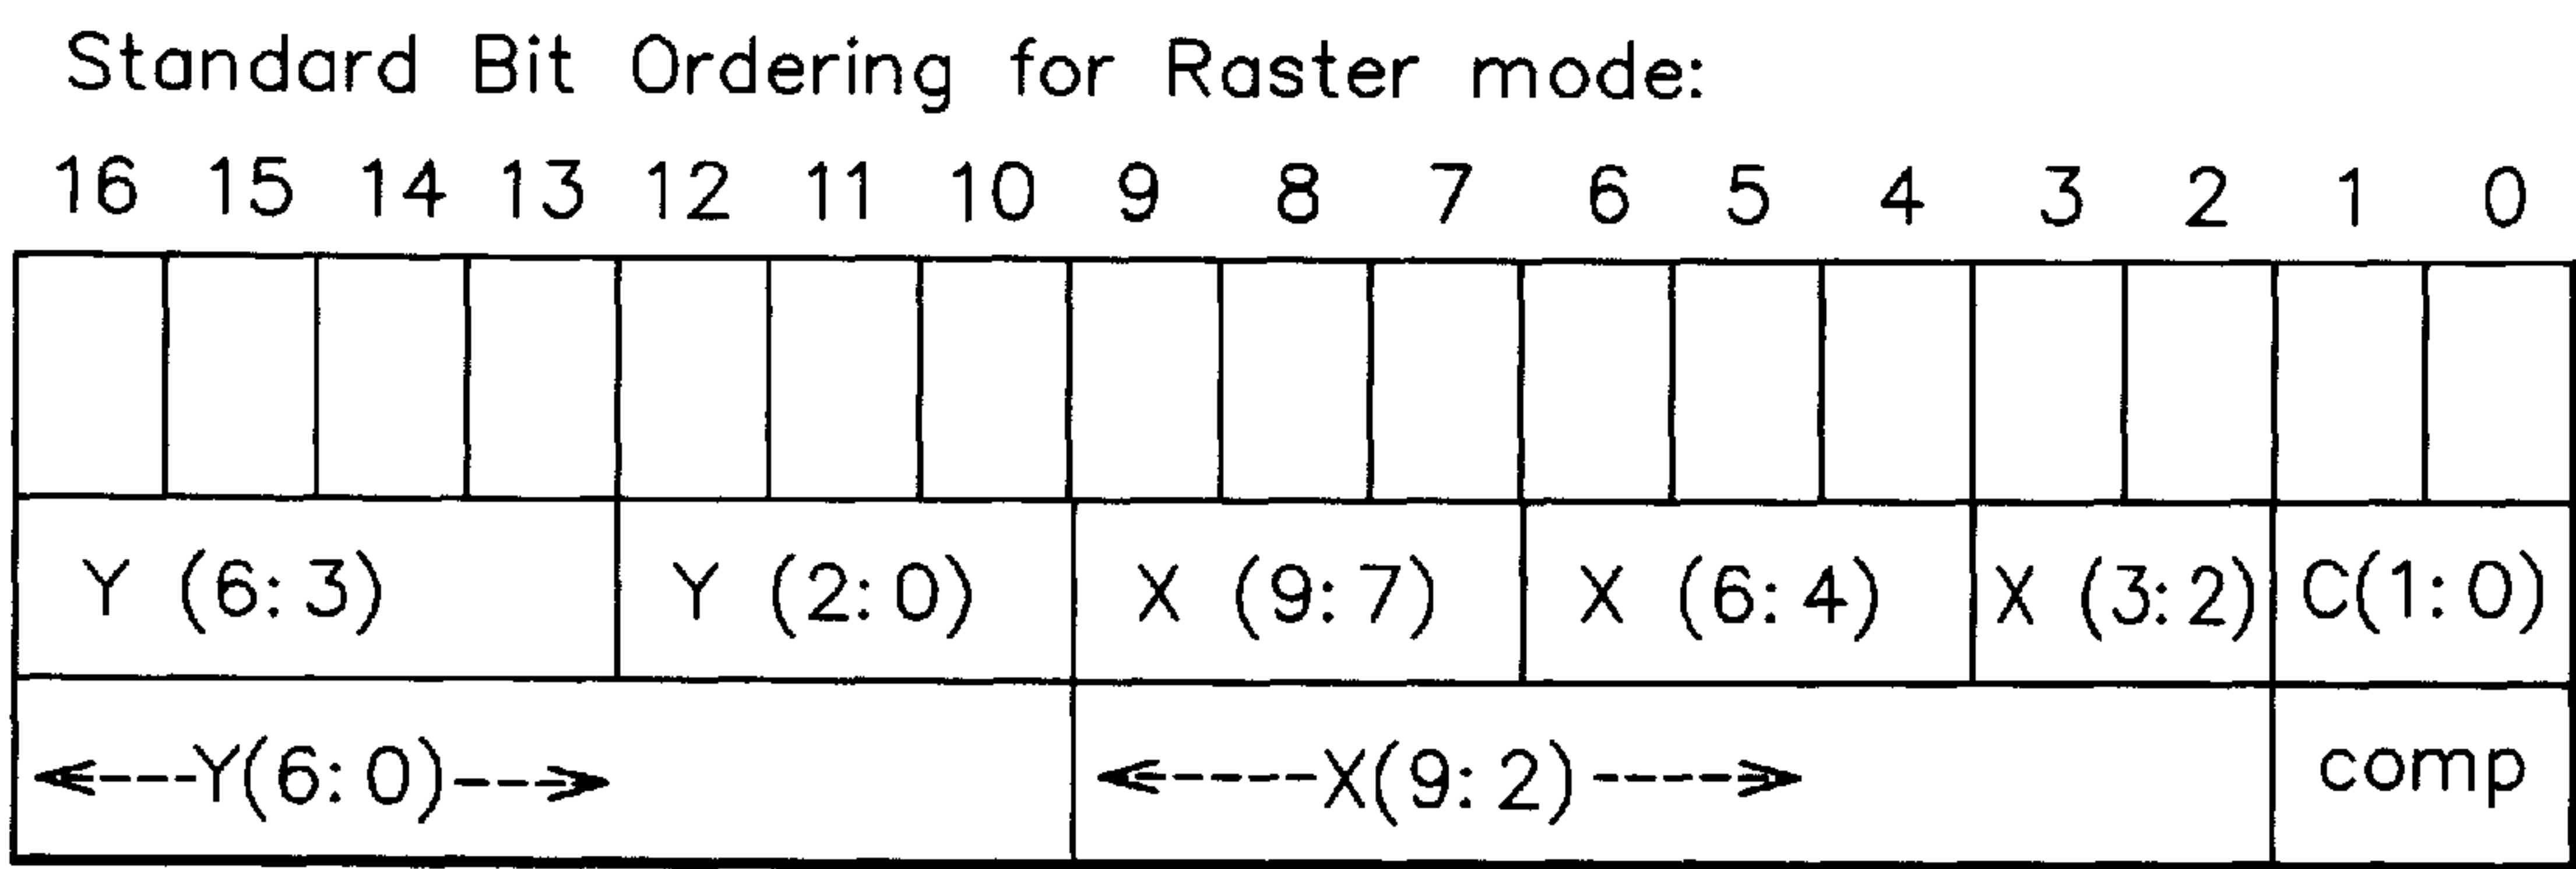 Standard Bit Ordering for Raster mode:
16 15 14 13 12 11 10 9 8 7 6 5 4 3 2 1 0
Y (6:3) Y (2:0) X (9:7) X (6:4) X (3:2) C(1:0)
<----Y(6:0)---> <-----X(9:2)-----> comp